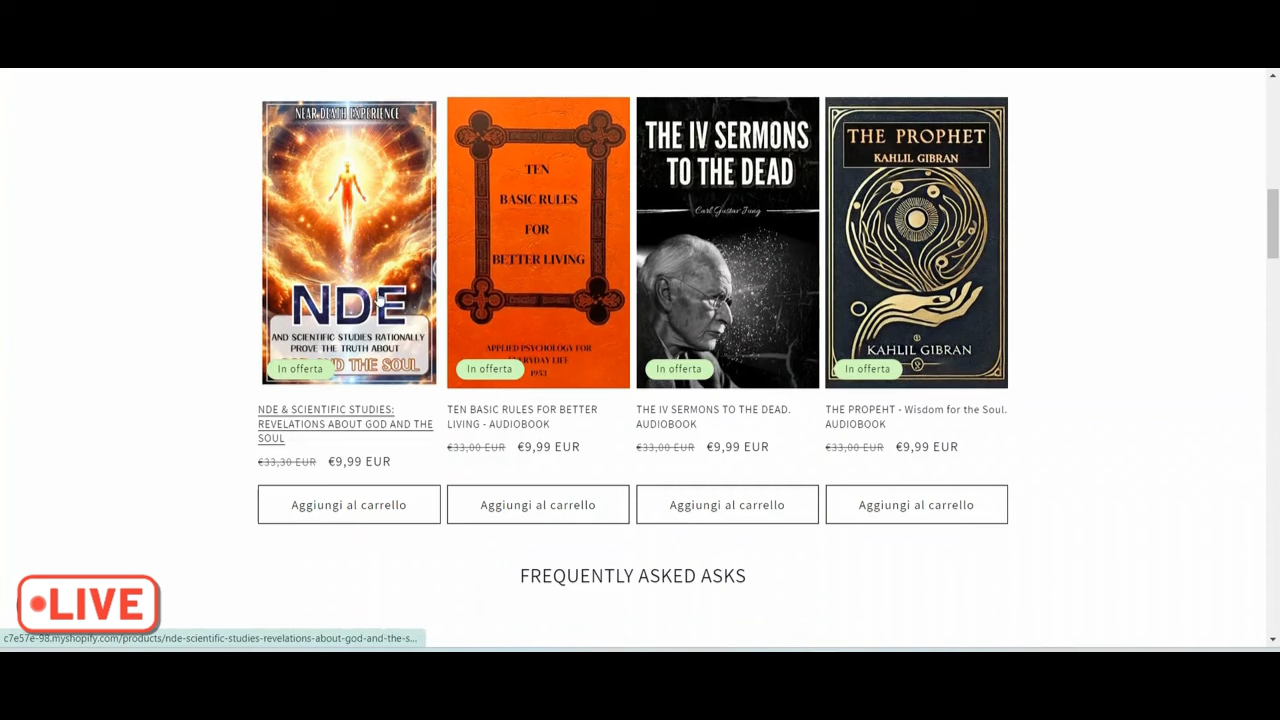 NEAR DEATH EXPERIENCE
NDE
AND SCIENTIFIC STUDIES RATIONALLY
PROVE THE TRUTH ABOUT
THE SOUL
In offerta
TEN
BASIC RULES
FOR
BETTER LIVING
APPLIED PSYCHOLOGY FOR
LIFE
1953
In offerta
THE IV SERMONS
TO THE DEAD
Carl Gustav Jung
In offerta
THE PROPHET
KAHLIL GIBRAN
KAHLIL GIBRAN
In offerta
NDE & SCIENTIFIC STUDIES:
REVELATIONS ABOUT GOD AND THE
SOUL
€33,30 EUR €9,99 EUR
TEN BASIC RULES FOR BETTER
LIVING - AUDIOBOOK
€33,00 EUR €9,99 EUR
THE IV SERMONS TO THE DEAD.
AUDIOBOOK
€33,00 EUR €9,99 EUR
THE PROPEHT - Wisdom for the Soul.
AUDIOBOOK
€33,00 EUR €9,99 EUR
Aggiungi al carrello
Aggiungi al carrello
Aggiungi al carrello
Aggiungi al carrello
FREQUENTLY ASKED ASKS
LIVE
c7e57e-98.myshopify.com/products/nde-scientific-studies-revelations-about-god-and-the-s...